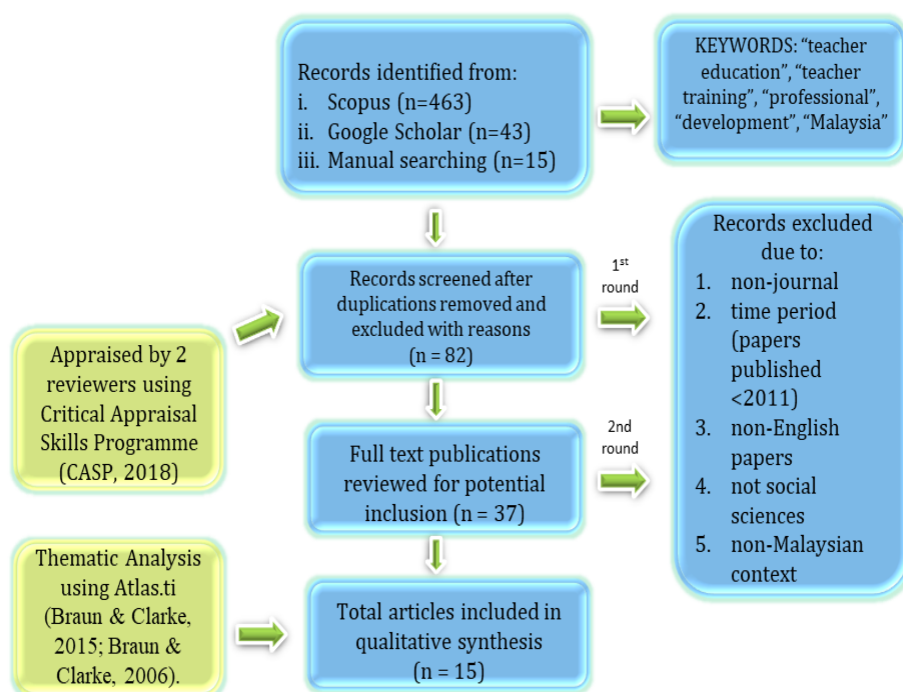 Records identified from:
i. Scopus (n=463)
ii. Google Scholar (n=43)
iii. Manual searching (n=15)
KEYWORDS: “teacher
education”, “teacher
training”, “professional”,
“development”, “Malaysia”
Records screened after
duplications removed and
excluded with reasons
(n = 82)
1st
round
Records excluded
due to:
1. non-journal
2. time period
(papers
published
<2011)
3. non-English
papers
4. not social
sciences
5. non-Malaysian
context
Appraised by 2
reviewers using
Critical Appraisal
Skills Programme
(CASP, 2018)
Full text publications
reviewed for potential
inclusion (n = 37)
2nd
round
Thematic Analysis
using Atlas.ti
(Braun & Clarke,
2015; Braun &
Clarke, 2006).
Total articles included in
qualitative synthesis
(n = 15)